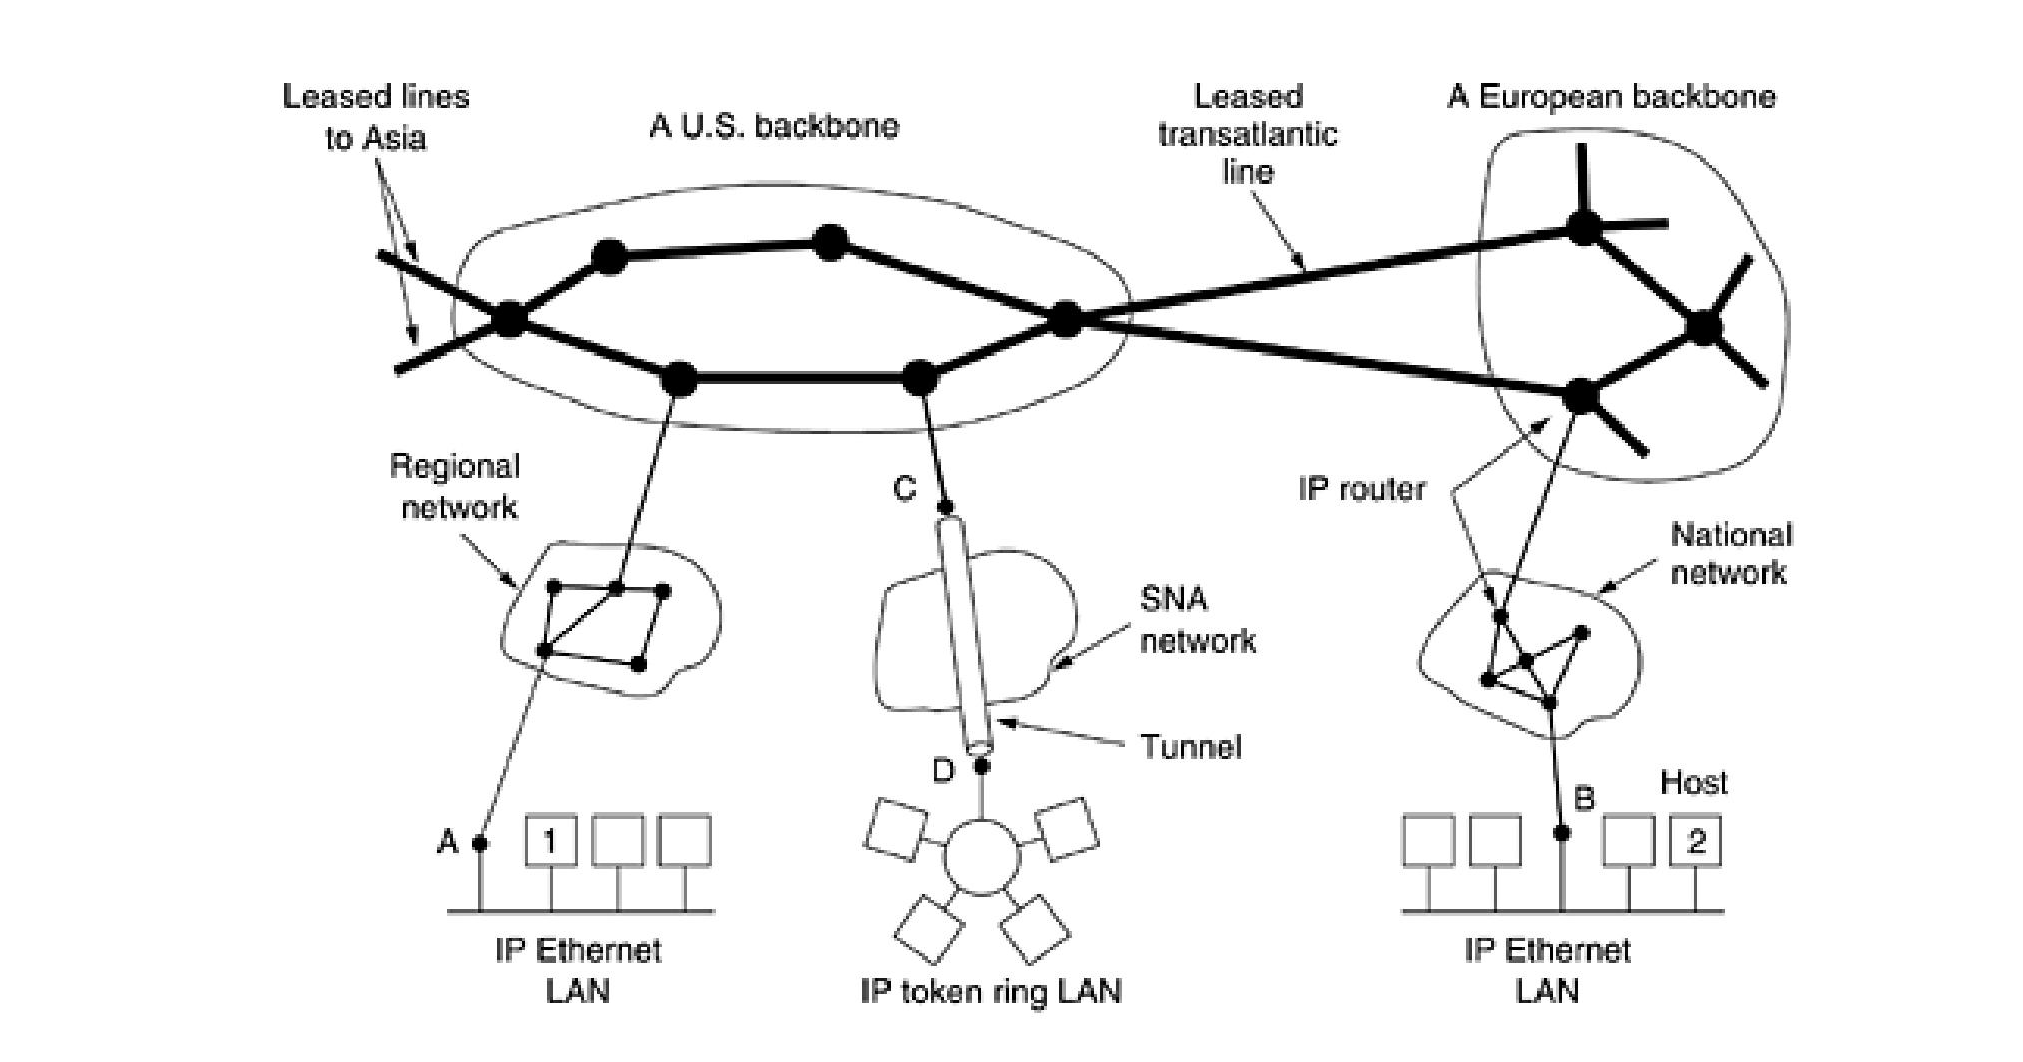 Leased lines
to Asia
A U.S. backbone
Leased
transatlantic
line
A European backbone
Regional
network
C
IP router
National
network
SNA
network
Tunnel
D
Host
B
A
1
2
IP Ethernet
LAN
IP token ring LAN
IP Ethernet
LAN